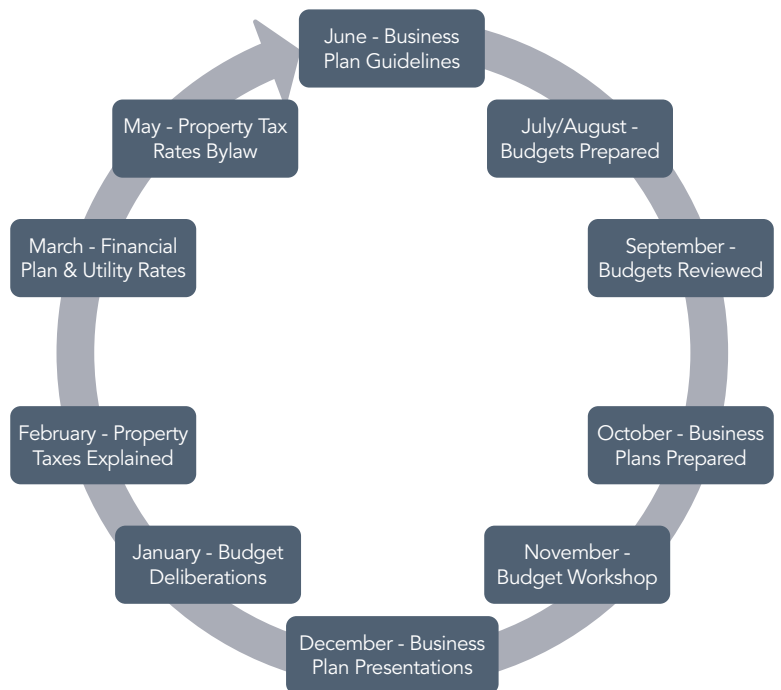 June - Business
Plan Guidelines
July/August -
Budgets Prepared
September -
Budgets Reviewed
October - Business
Plans Prepared
November -
Budget Workshop
December - Business
Plan Presentations
January - Budget
Deliberations
February - Property
Taxes Explained
March - Financial
Plan & Utility Rates
May - Property Tax
Rates Bylaw